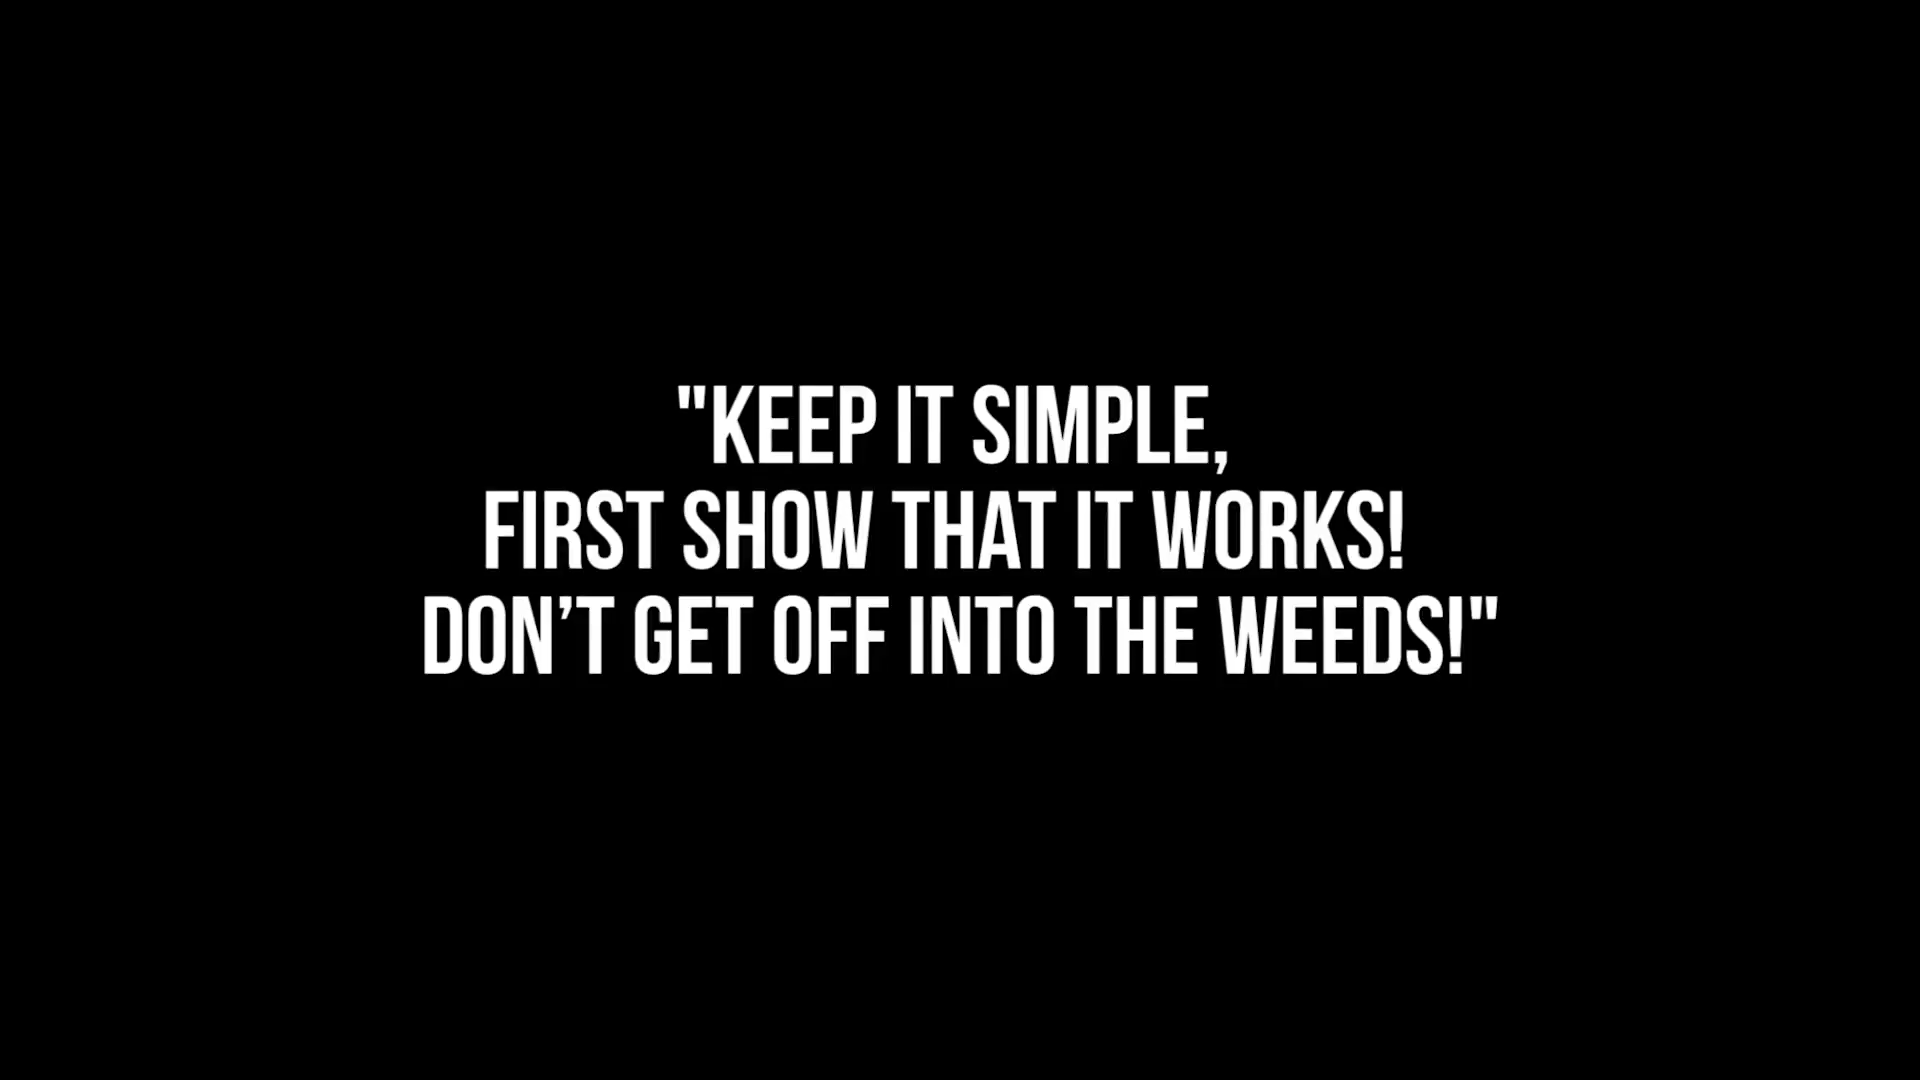 "KEEP IT SIMPLE,
FIRST SHOW THAT IT WORKS!
DON’T GET OFF INTO THE WEEDS!"